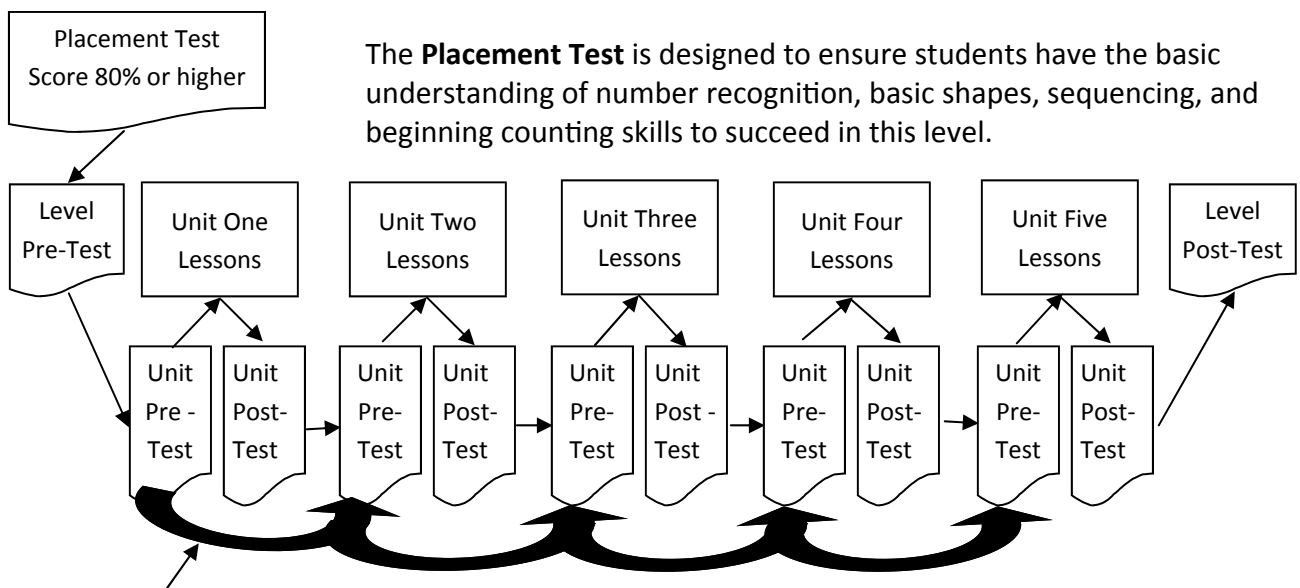 Placement Test
Score 80% or higher
The Placement Test is designed to ensure students have the basic
understanding of number recognition, basic shapes, sequencing, and
beginning counting skills to succeed in this level.
Level
Pre-Test
Unit One
Lessons
Unit Two
Lessons
Unit Three
Lessons
Unit Four
Lessons
Unit Five
Lessons
Level
Post-Test
Unit
Pre -
Test
Unit
Post-
Test
Unit
Pre-
Test
Unit
Post-
Test
Unit
Pre-
Test
Unit
Post -
Test
Unit
Pre-
Test
Unit
Post-
Test
Unit
Pre-
Test
Unit
Post-
Test